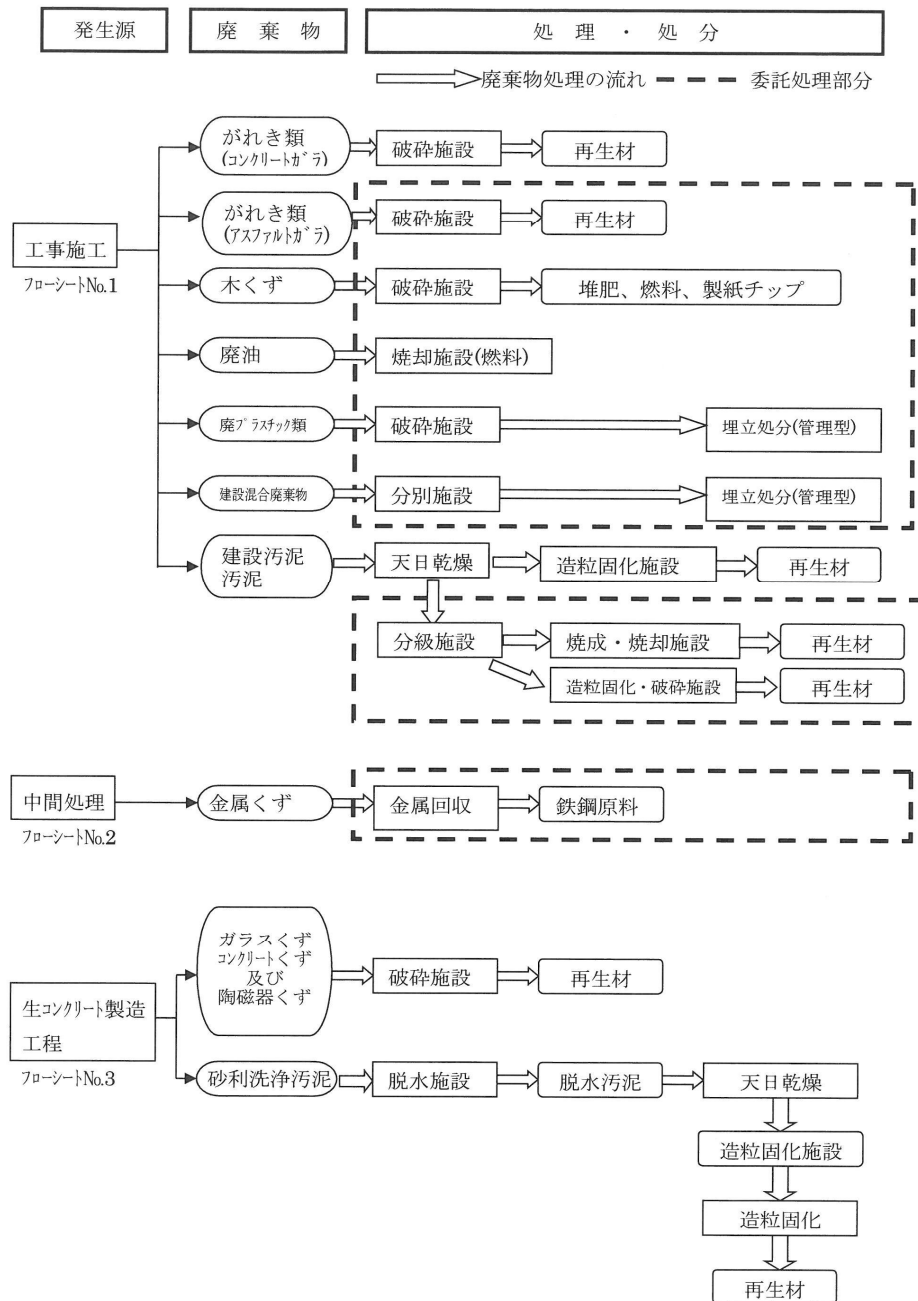 発生源
廃棄物
処理・処分
廃棄物処理の流れ
委託処理部分
がれき類
(コンクリートガラ)
破砕施設
再生材
がれき類
(アスファルトガラ)
破砕施設
再生材
工事施工
フローシートNo.1
木くず
破砕施設
堆肥、燃料、製紙チップ
廃油
焼却施設(燃料)
廃プラスチック類
破砕施設
埋立処分(管理型)
建設混合廃棄物
分別施設
埋立処分(管理型)
建設汚泥
汚泥
天日乾燥
造粒固化施設
再生材
分級施設
焼成・焼却施設
再生材
造粒固化・破砕施設
再生材
中間処理
フローシートNo.2
金属くず
金属回収
鉄鋼原料
ガラスくず
コンクリートくず
及び
陶磁器くず
破砕施設
再生材
生コンクリート製造
工程
フローシートNo.3
砂利洗浄汚泥
脱水施設
脱水汚泥
天日乾燥
造粒固化施設
造粒固化
再生材